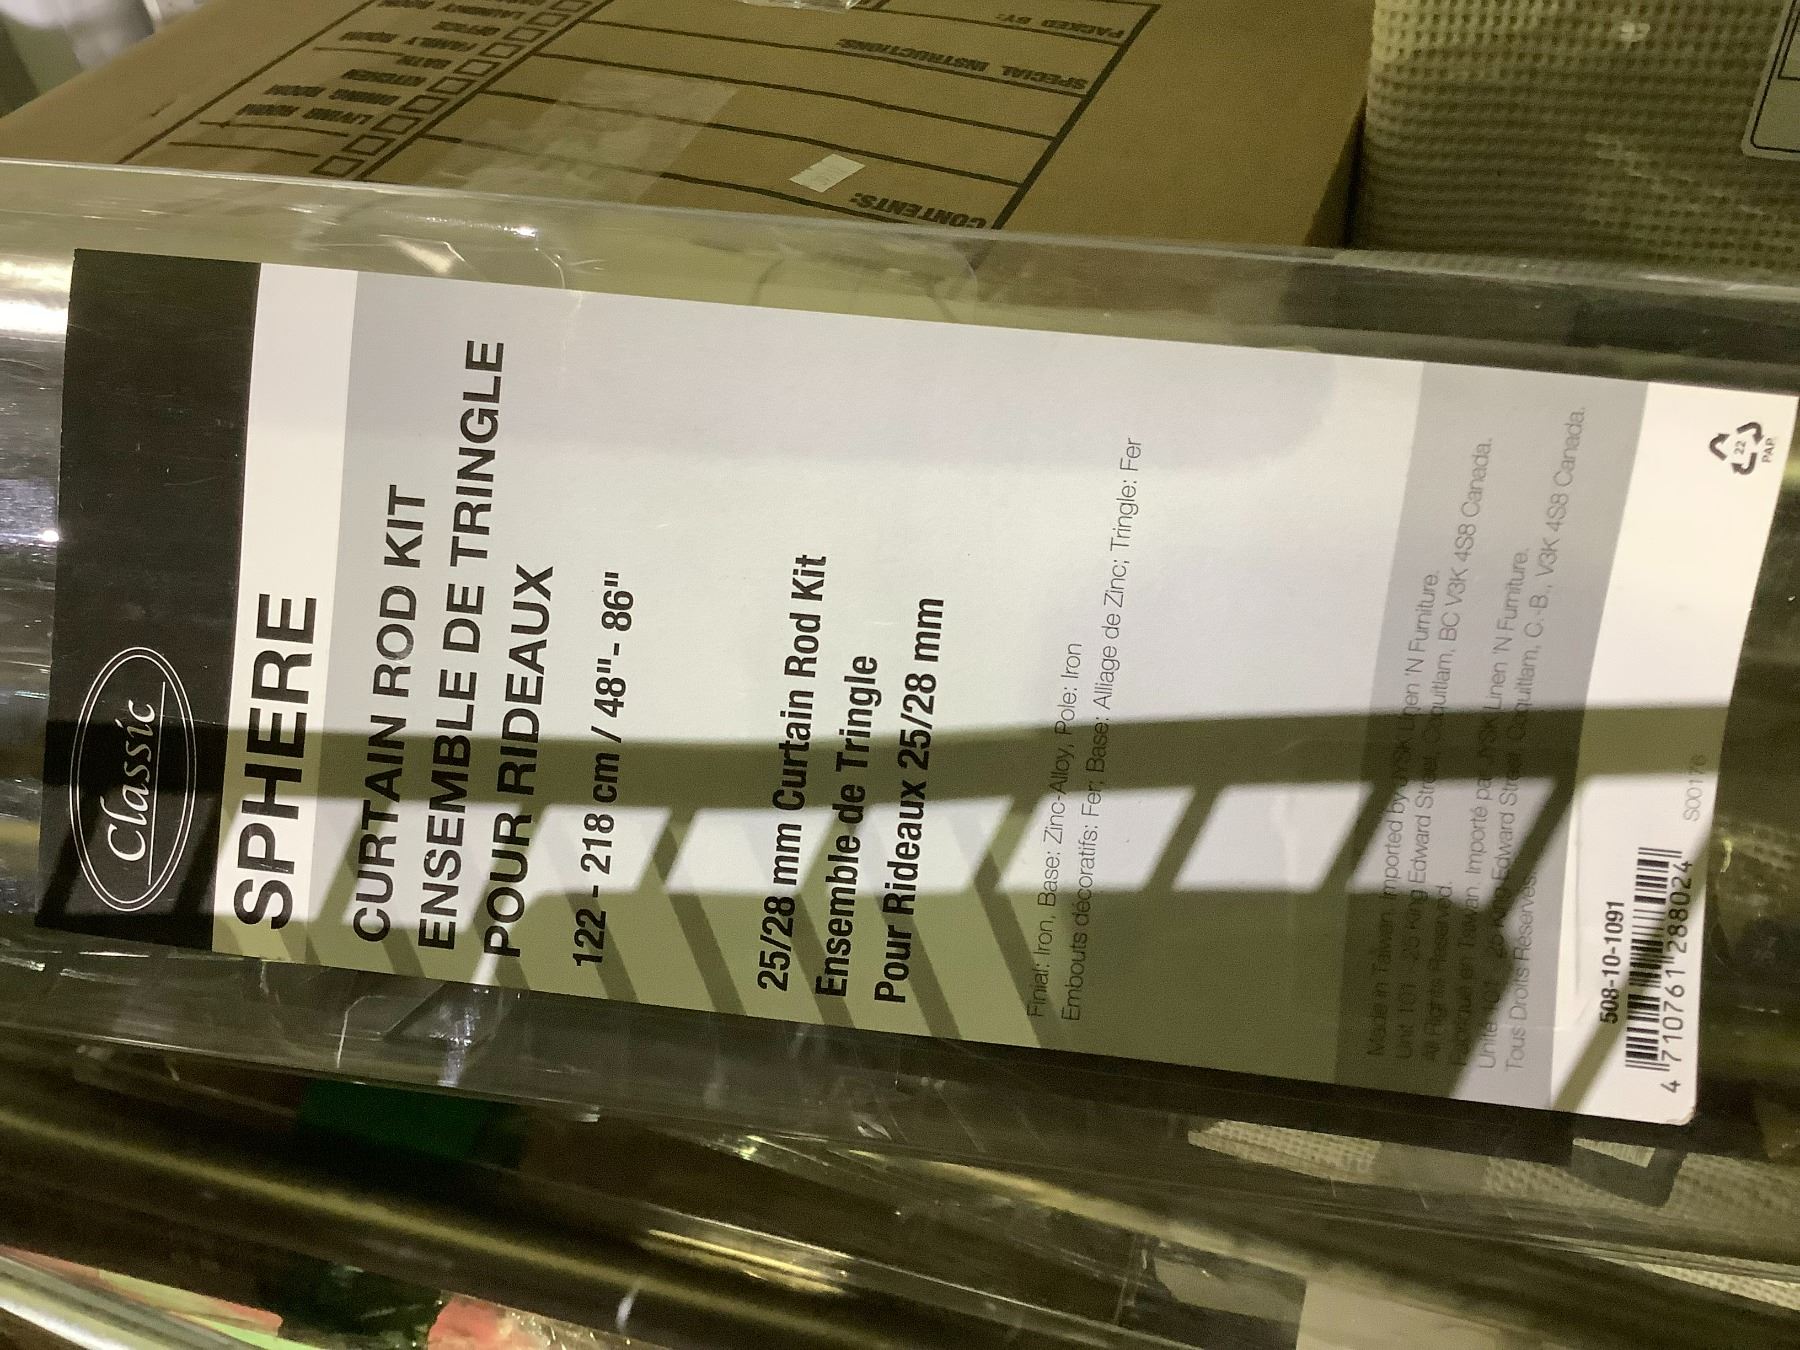 Classic
SPHERE
CURTAIN ROD KIT
ENSEMBLE DE TRINGLE
POUR RIDEAUX
122 - 218 cm / 48"- 86"
25/28 mm Curtain Rod Kit
Ensemble de Tringle
Pour Rideaux 25/28 mm
Finial: Iron, Base: Zinc-Alloy, Pole: Iron
Embouts décoratifs: Fer; Base: Alliage de Zinc; Tringle: Fer
Made in Taiwan. Imported by JYSK Linen 'N Furniture.
Unit 101 - 25 King Edward Street, Coquitlam, BC V3K 4S8 Canada.
All Rights Reserved.
Fabriqué à Taiwan. Importé par JYSK Linen 'N Furniture.
Unité 101 - 25 King Edward Street, Coquitlam, C.-B., V3K 4S8 Canada.
Tous Droits Réservés.
508-10-1091
4 710761 288024
S00176
22
PAP
PACKED BY:
SPECIAL INSTRUCTIONS:
CONTENTS:
LIVING ROOM
DINING ROOM
KITCHEN
BATH
FAMILY ROOM
OFFICE
LAUNDRY ROOM